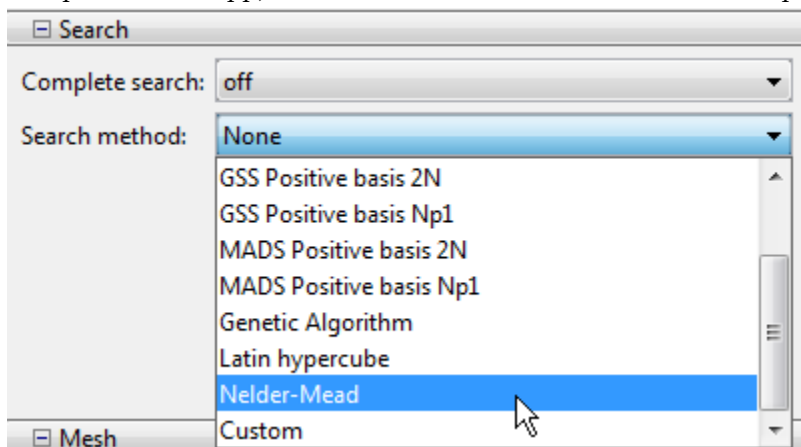 Search
Complete search: off
Search method: None
GSS Positive basis 2N
GSS Positive basis Np1
MADS Positive basis 2N
MADS Positive basis Np1
Genetic Algorithm
Latin hypercube
Nelder-Mead
Custom
Mesh